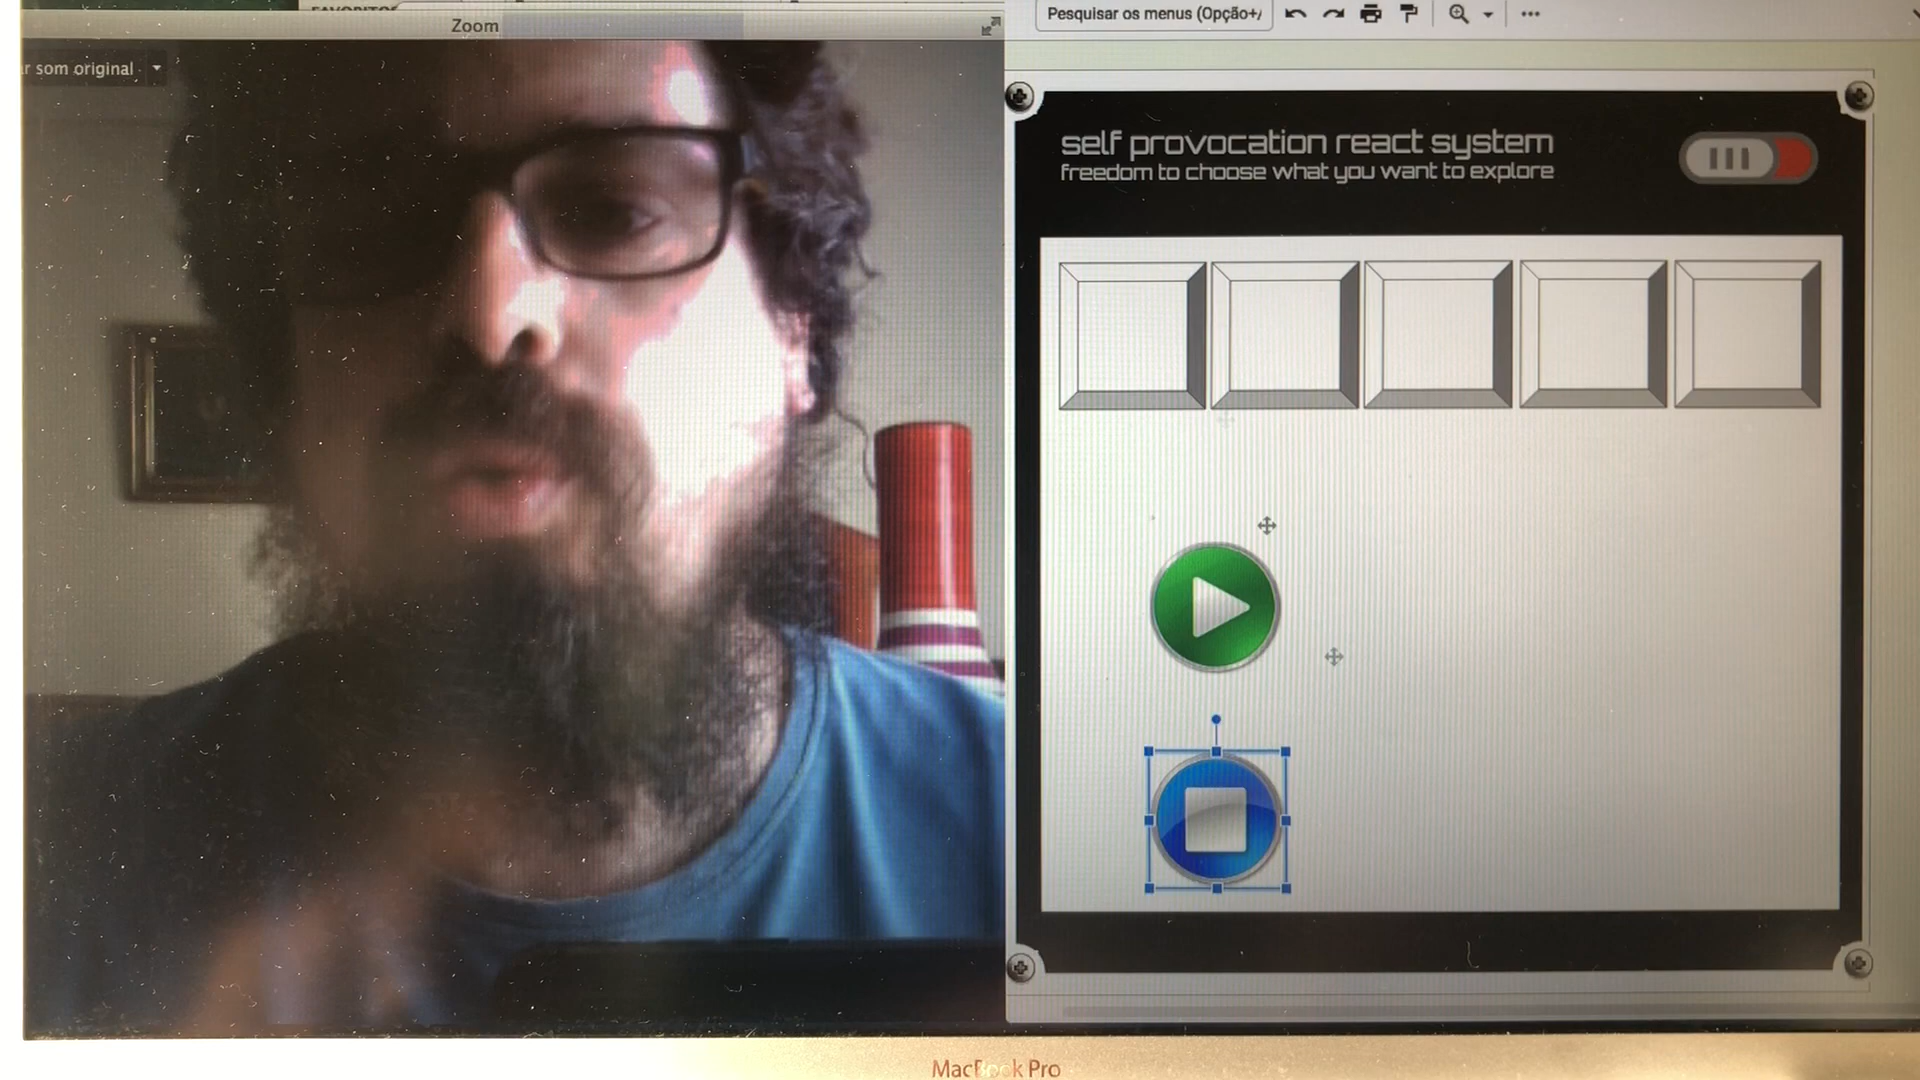 Zoom
r som original
Pesquisar os menus (Opção+/
self provocation react system
freedom to choose what you want to explore
MacBook Pro